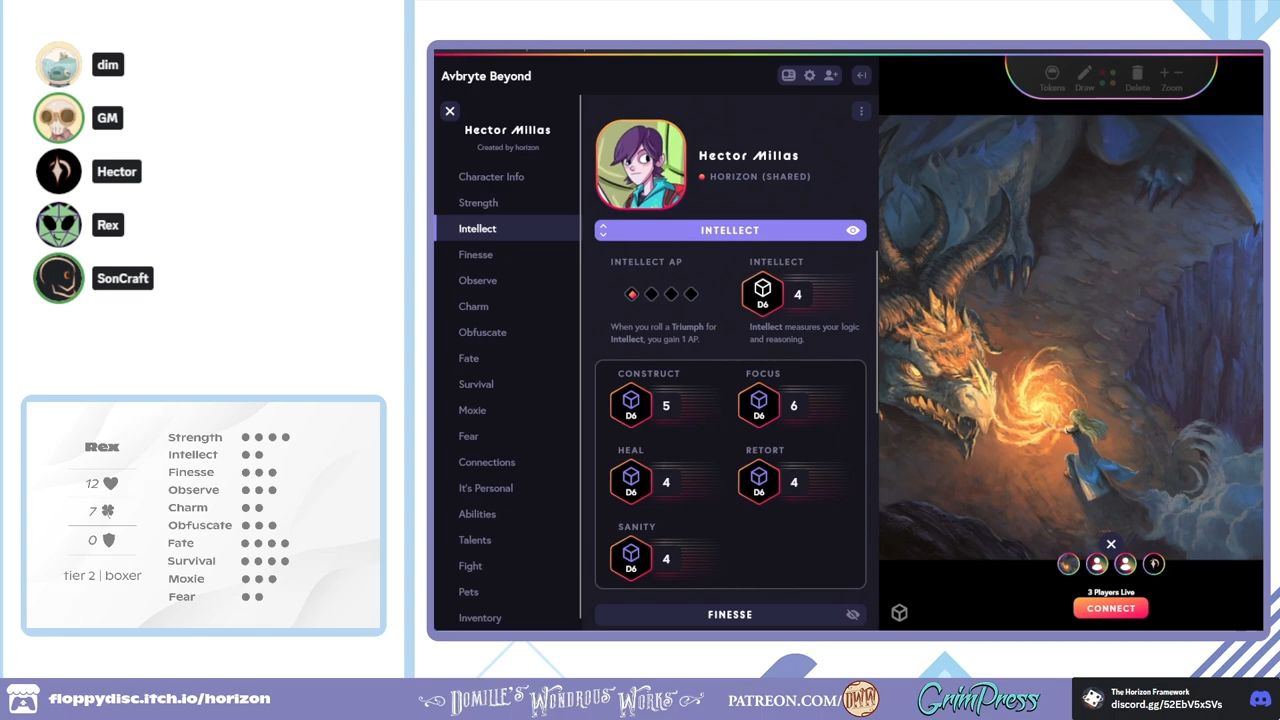 dim
GM
Hector
Rex
SonCraft
Rex
12
7
0
tier 2 | boxer
Strength
Intellect
Finesse
Observe
Charm
Obfuscate
Fate
Survival
Moxie
Fear
Avbryte Beyond
Hector Millas
Created by horizon
Character Info
Strength
Intellect
Finesse
Observe
Charm
Obfuscate
Fate
Survival
Moxie
Fear
Connections
It's Personal
Abilities
Talents
Fight
Pets
Inventory
Hector Millas
HORIZON (SHARED)
INTELLECT
INTELLECT AP
When you roll a Triumph for
Intellect, you gain 1 AP.
INTELLECT
D6 4
Intellect measures your logic
and reasoning.
CONSTRUCT
D6 5
FOCUS
D6 6
HEAL
D6 4
RETORT
D6 4
SANITY
D6 4
FINESSE
Tokens Draw Delete Zoom
3 Players Live
CONNECT
floppydisc.itch.io/horizon
DOMILLE'S WONDROUS WORKS
PATREON.COM/ DWW
GRIMPRESS
The Horizon Framework
discord.gg/52EbV5xSVs